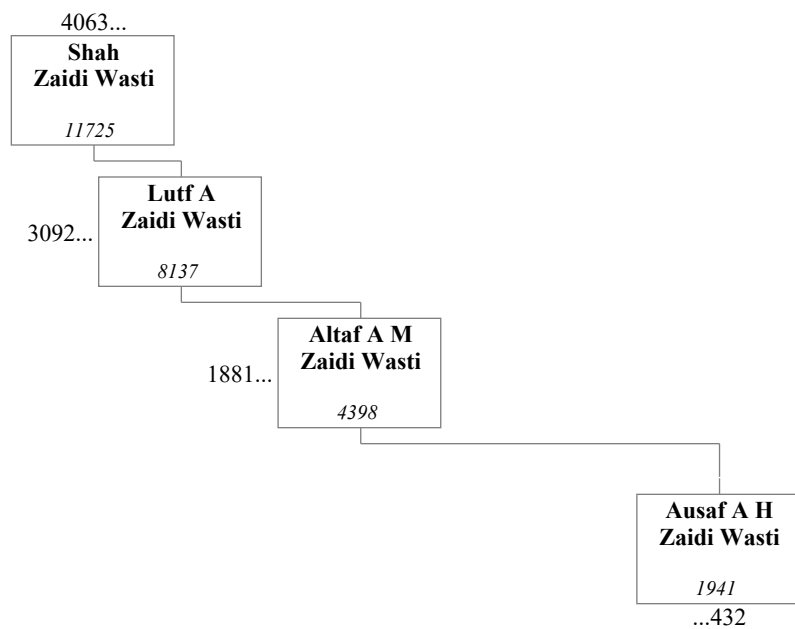 4063...
Shah
Zaidi Wasti
11725
Lutf A
Zaidi Wasti
3092...
8137
Altaf A M
Zaidi Wasti
1881...
4398
Ausaf A H
Zaidi Wasti
1941
...432